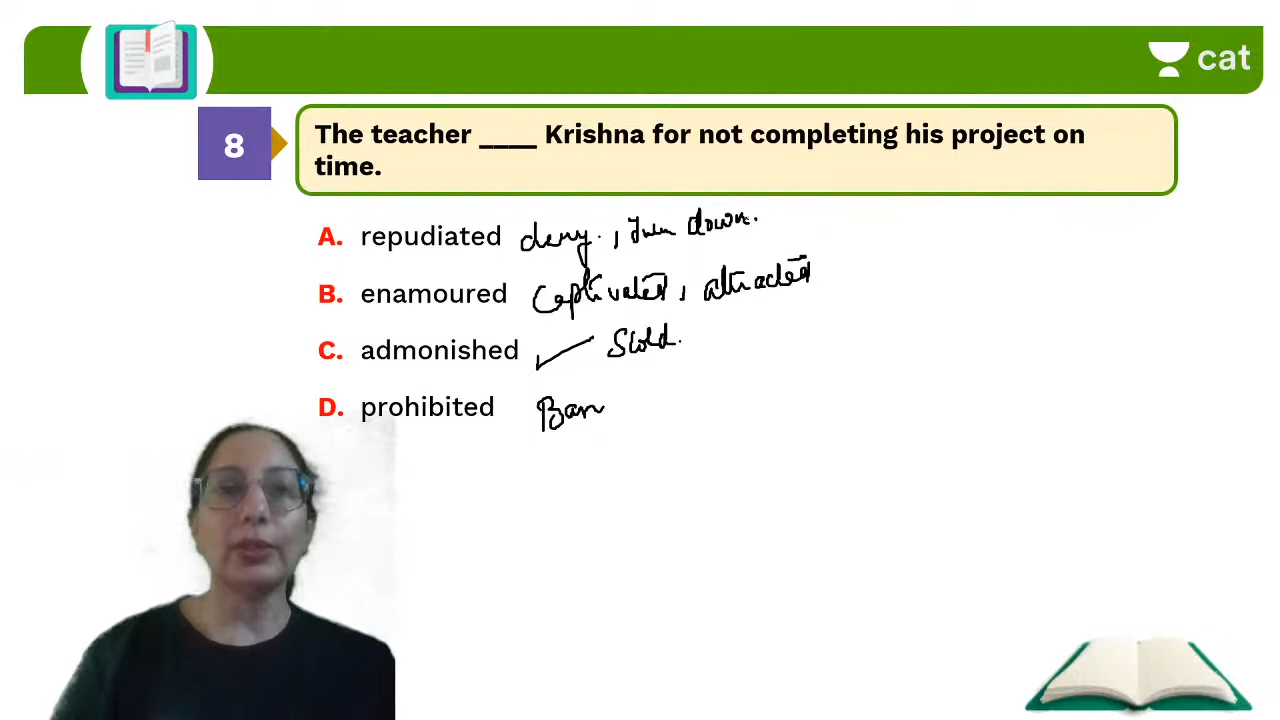 cat
8
The teacher ____ Krishna for not completing his project on
time.
A. repudiated deny., turn down.
B. enamoured Captivated, attracted
C. admonished ✓ Scold.
D. prohibited Ban